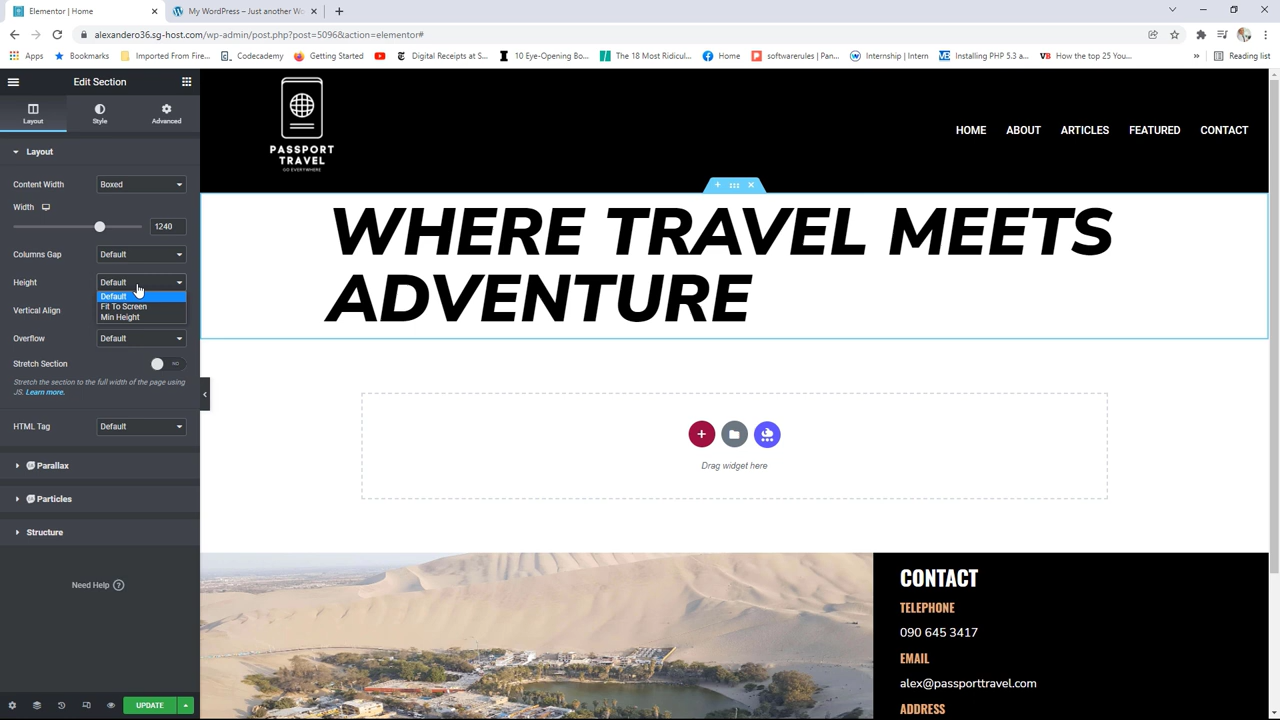 Elementor | Home
My WordPress – Just another Wo
alexandero36.sg-host.com/wp-admin/post.php?post=5096&action=elementor#
Apps
Bookmarks
Imported From Fire...
Codecademy
Getting Started
Digital Receipts at S...
10 Eye-Opening Bo...
The 18 Most Ridicul...
Home
softwarerules | Pan...
Internship | Intern
Installing PHP 5.3 a...
How the top 25 You...
»
Reading list
Edit Section
Layout
Style
Advanced
Layout
Content Width
Boxed
Width
1240
Columns Gap
Default
Height
Default
Default
Fit To Screen
Min Height
Vertical Align
Overflow
Default
Stretch Section
NO
Stretch the section to the full width of the page using
JS. Learn more.
HTML Tag
Default
Parallax
Particles
Structure
Need Help ?
UPDATE
PASSPORT
TRAVEL
GO EVERYWHERE
HOME
ABOUT
ARTICLES
FEATURED
CONTACT
WHERE TRAVEL MEETS
ADVENTURE
Drag widget here
CONTACT
TELEPHONE
090 645 3417
EMAIL
alex@passporttravel.com
ADDRESS